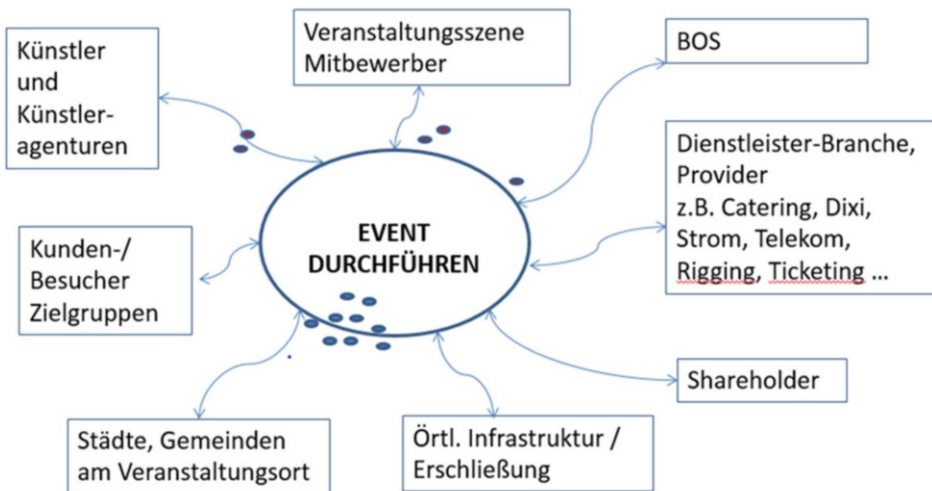 Künstler
und
Künstler-
agenturen
Veranstaltungsszene
Mitbewerber
BOS
Dienstleister-Branche,
Provider
z.B. Catering, Dixi,
Strom, Telekom,
Rigging, Ticketing ...
EVENT
DURCHFÜHREN
Kunden-/
Besucher
Zielgruppen
Shareholder
Städte, Gemeinden
am Veranstaltungsort
Örtl. Infrastruktur /
Erschließung